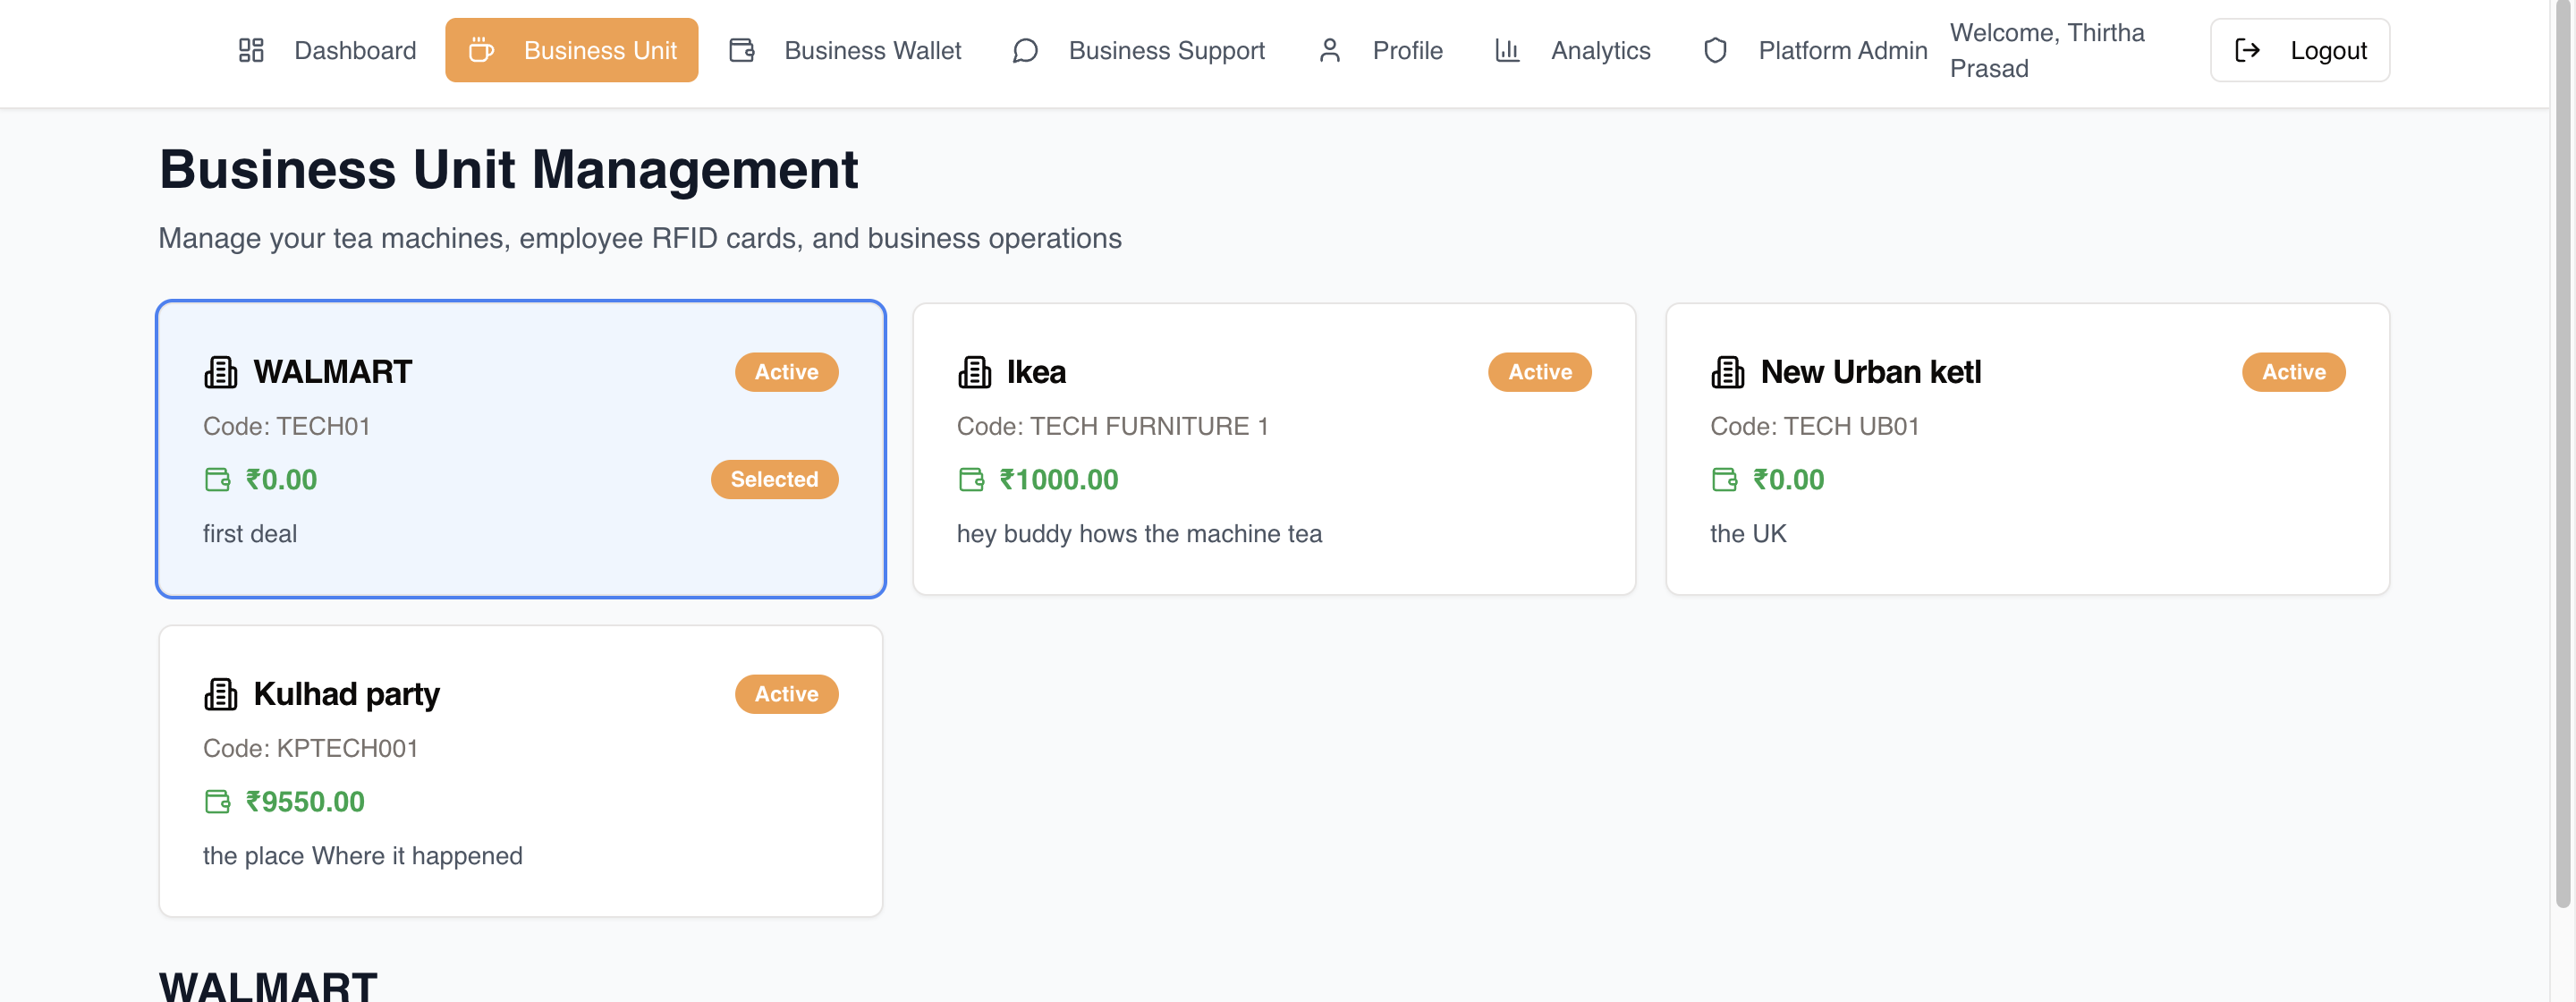 Dashboard Business Unit Business Wallet Business Support Profile Analytics Platform Admin Welcome, Thirtha Prasad Logout
Business Unit Management
Manage your tea machines, employee RFID cards, and business operations
WALMART Active
Code: TECH01
₹0.00 Selected
first deal
Ikea Active
Code: TECH FURNITURE 1
₹1000.00
hey buddy hows the machine tea
New Urban ketl Active
Code: TECH UB01
₹0.00
the UK
Kulhad party Active
Code: KPTECH001
₹9550.00
the place Where it happened
WALMART